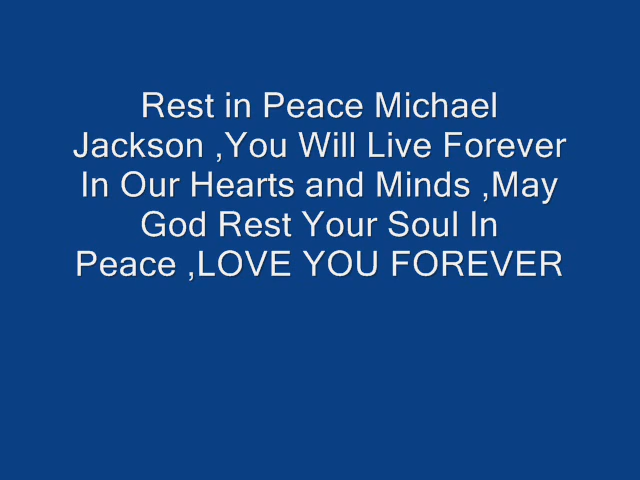 Rest in Peace Michael
Jackson ,You Will Live Forever
In Our Hearts and Minds ,May
God Rest Your Soul In
Peace ,LOVE YOU FOREVER